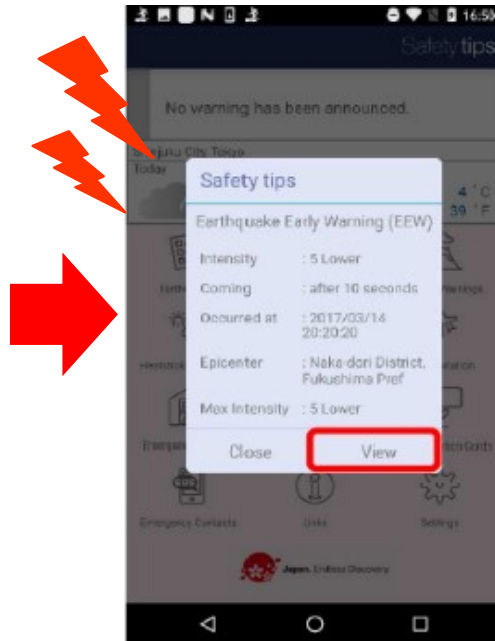 16:55
Safety tips
No warning has been announced.
Shinjuku City Tokyo
Today
4 °C
39 °F
Safety tips
Earthquake Early Warning (EEW)
Intensity : 5 Lower
Coming : after 10 seconds
Occurred at : 2017/03/14
20:20:20
Epicenter : Naka-dori District,
Fukushima Pref
Max Intensity : 5 Lower
Close View
Emergency Contacts Links Settings
SOS
Japan. Endless Discovery